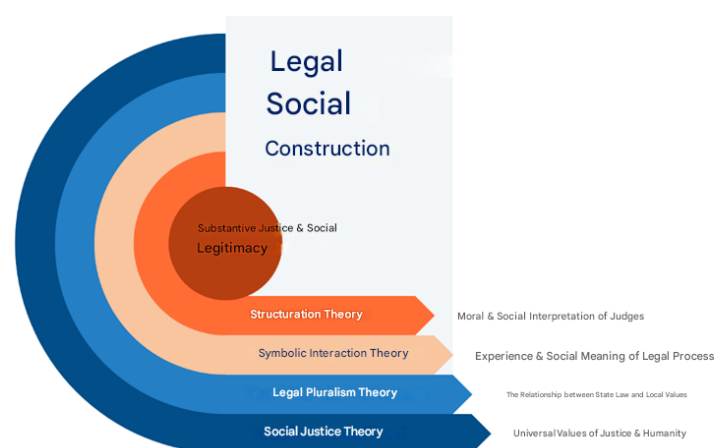 Legal
Social
Construction
Substantive Justice & Social
Legitimacy
Structuration Theory
Moral & Social Interpretation of Judges
Symbolic Interaction Theory
Experience & Social Meaning of Legal Process
Legal Pluralism Theory
The Relationship between State Law and Local Values
Social Justice Theory
Universal Values of Justice & Humanity